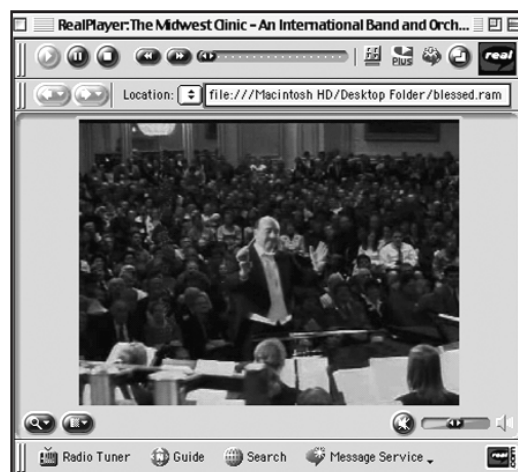 RealPlayer: The Midwest Clinic - An International Band and Orch...
PLUS
real
Location: file:///Macintosh HD/Desktop Folder/blessed.ram
Radio Tuner Guide Search Message Service
real